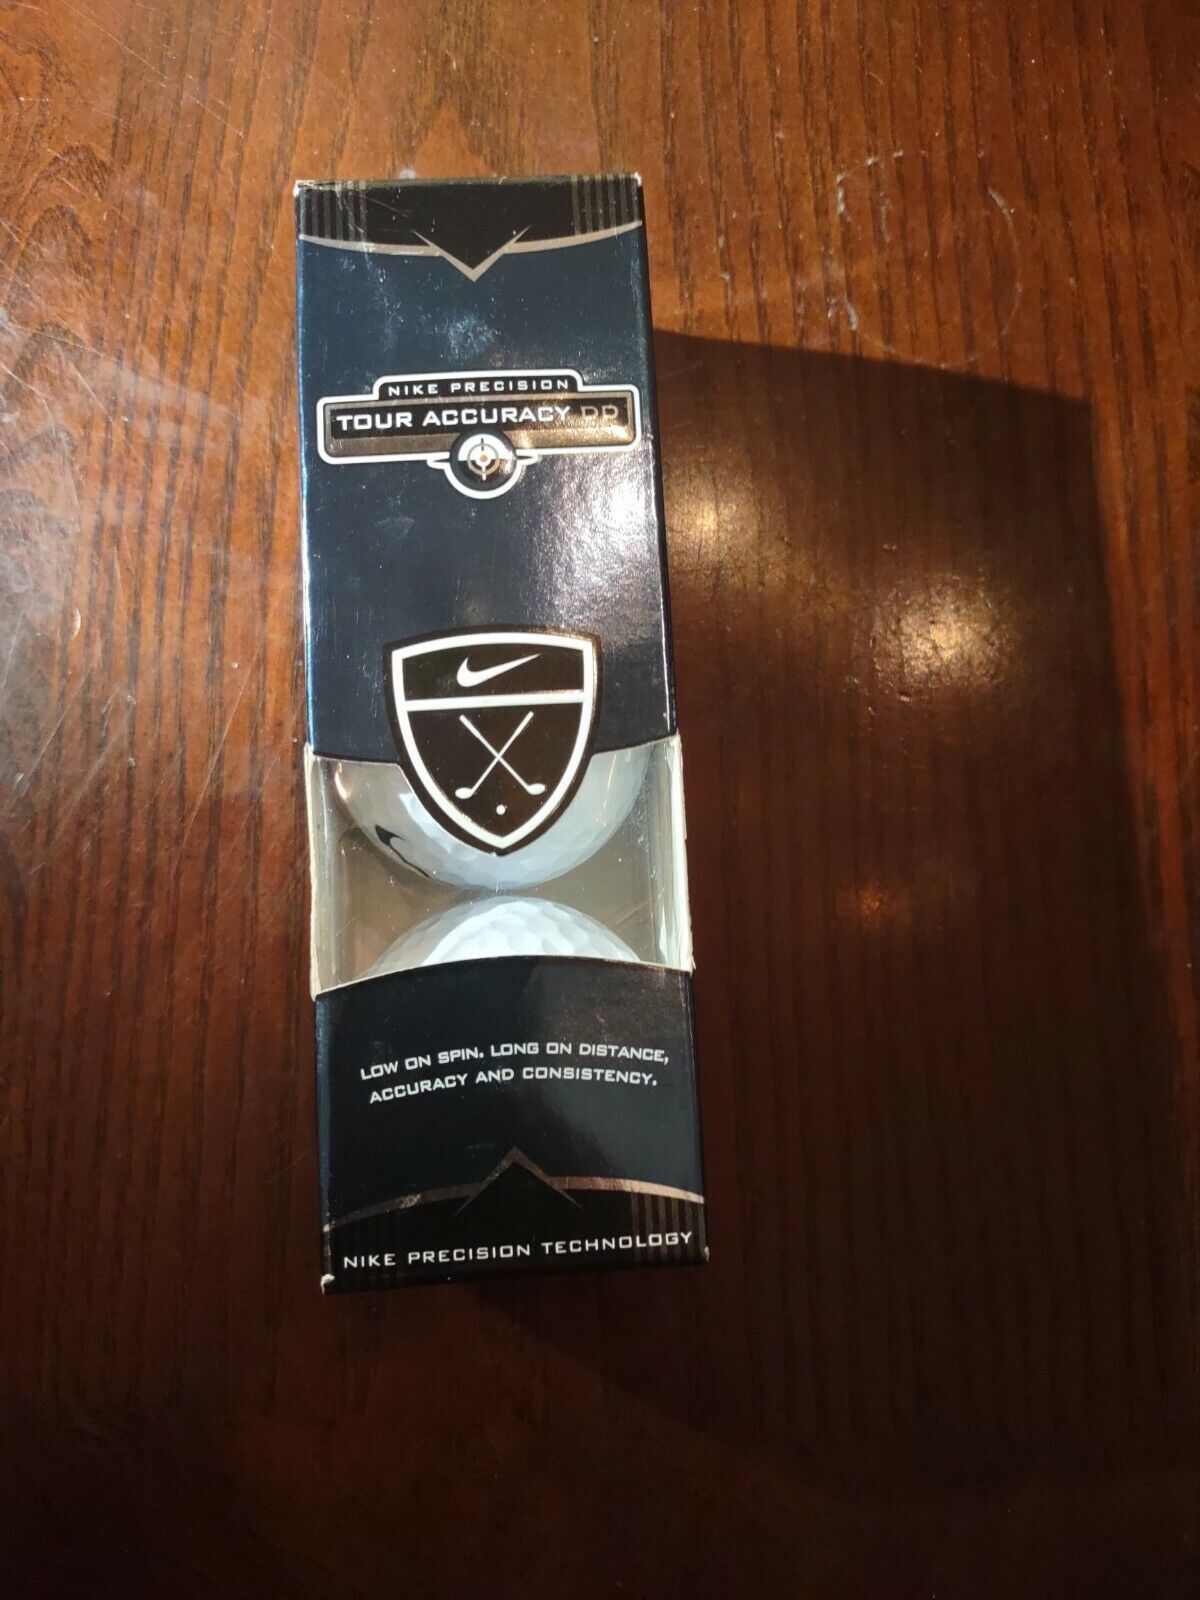 NIKE PRECISION
TOUR ACCURACY DD
LOW ON SPIN. LONG ON DISTANCE,
ACCURACY AND CONSISTENCY.
NIKE PRECISION TECHNOLOGY